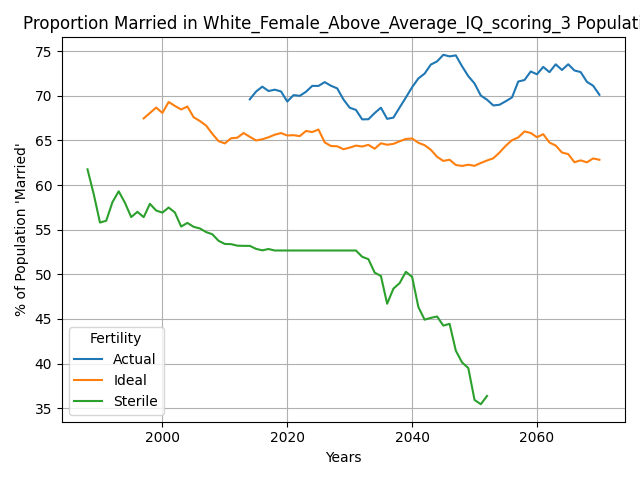 Proportion Married in White_Female_Above_Average_IQ_scoring_3 Populati
75
70
65
60
55
50
45
40
35
% of Population 'Married'
Fertility
Actual
Ideal
Sterile
2000 2020 2040 2060
Years